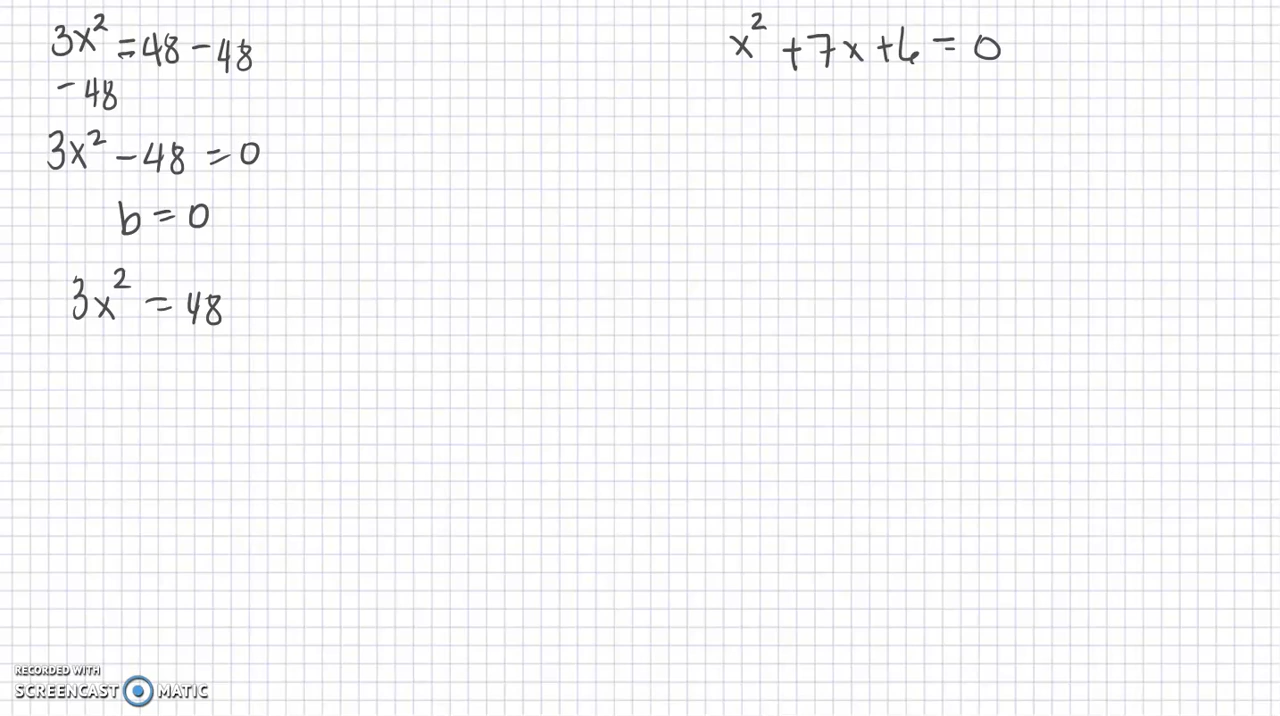 3x² = 48 - 48
- 48
3x² - 48 = 0
b = 0
3x² = 48
x² + 7x + 6 = 0
RECORDED WITH
SCREENCAST MATIC